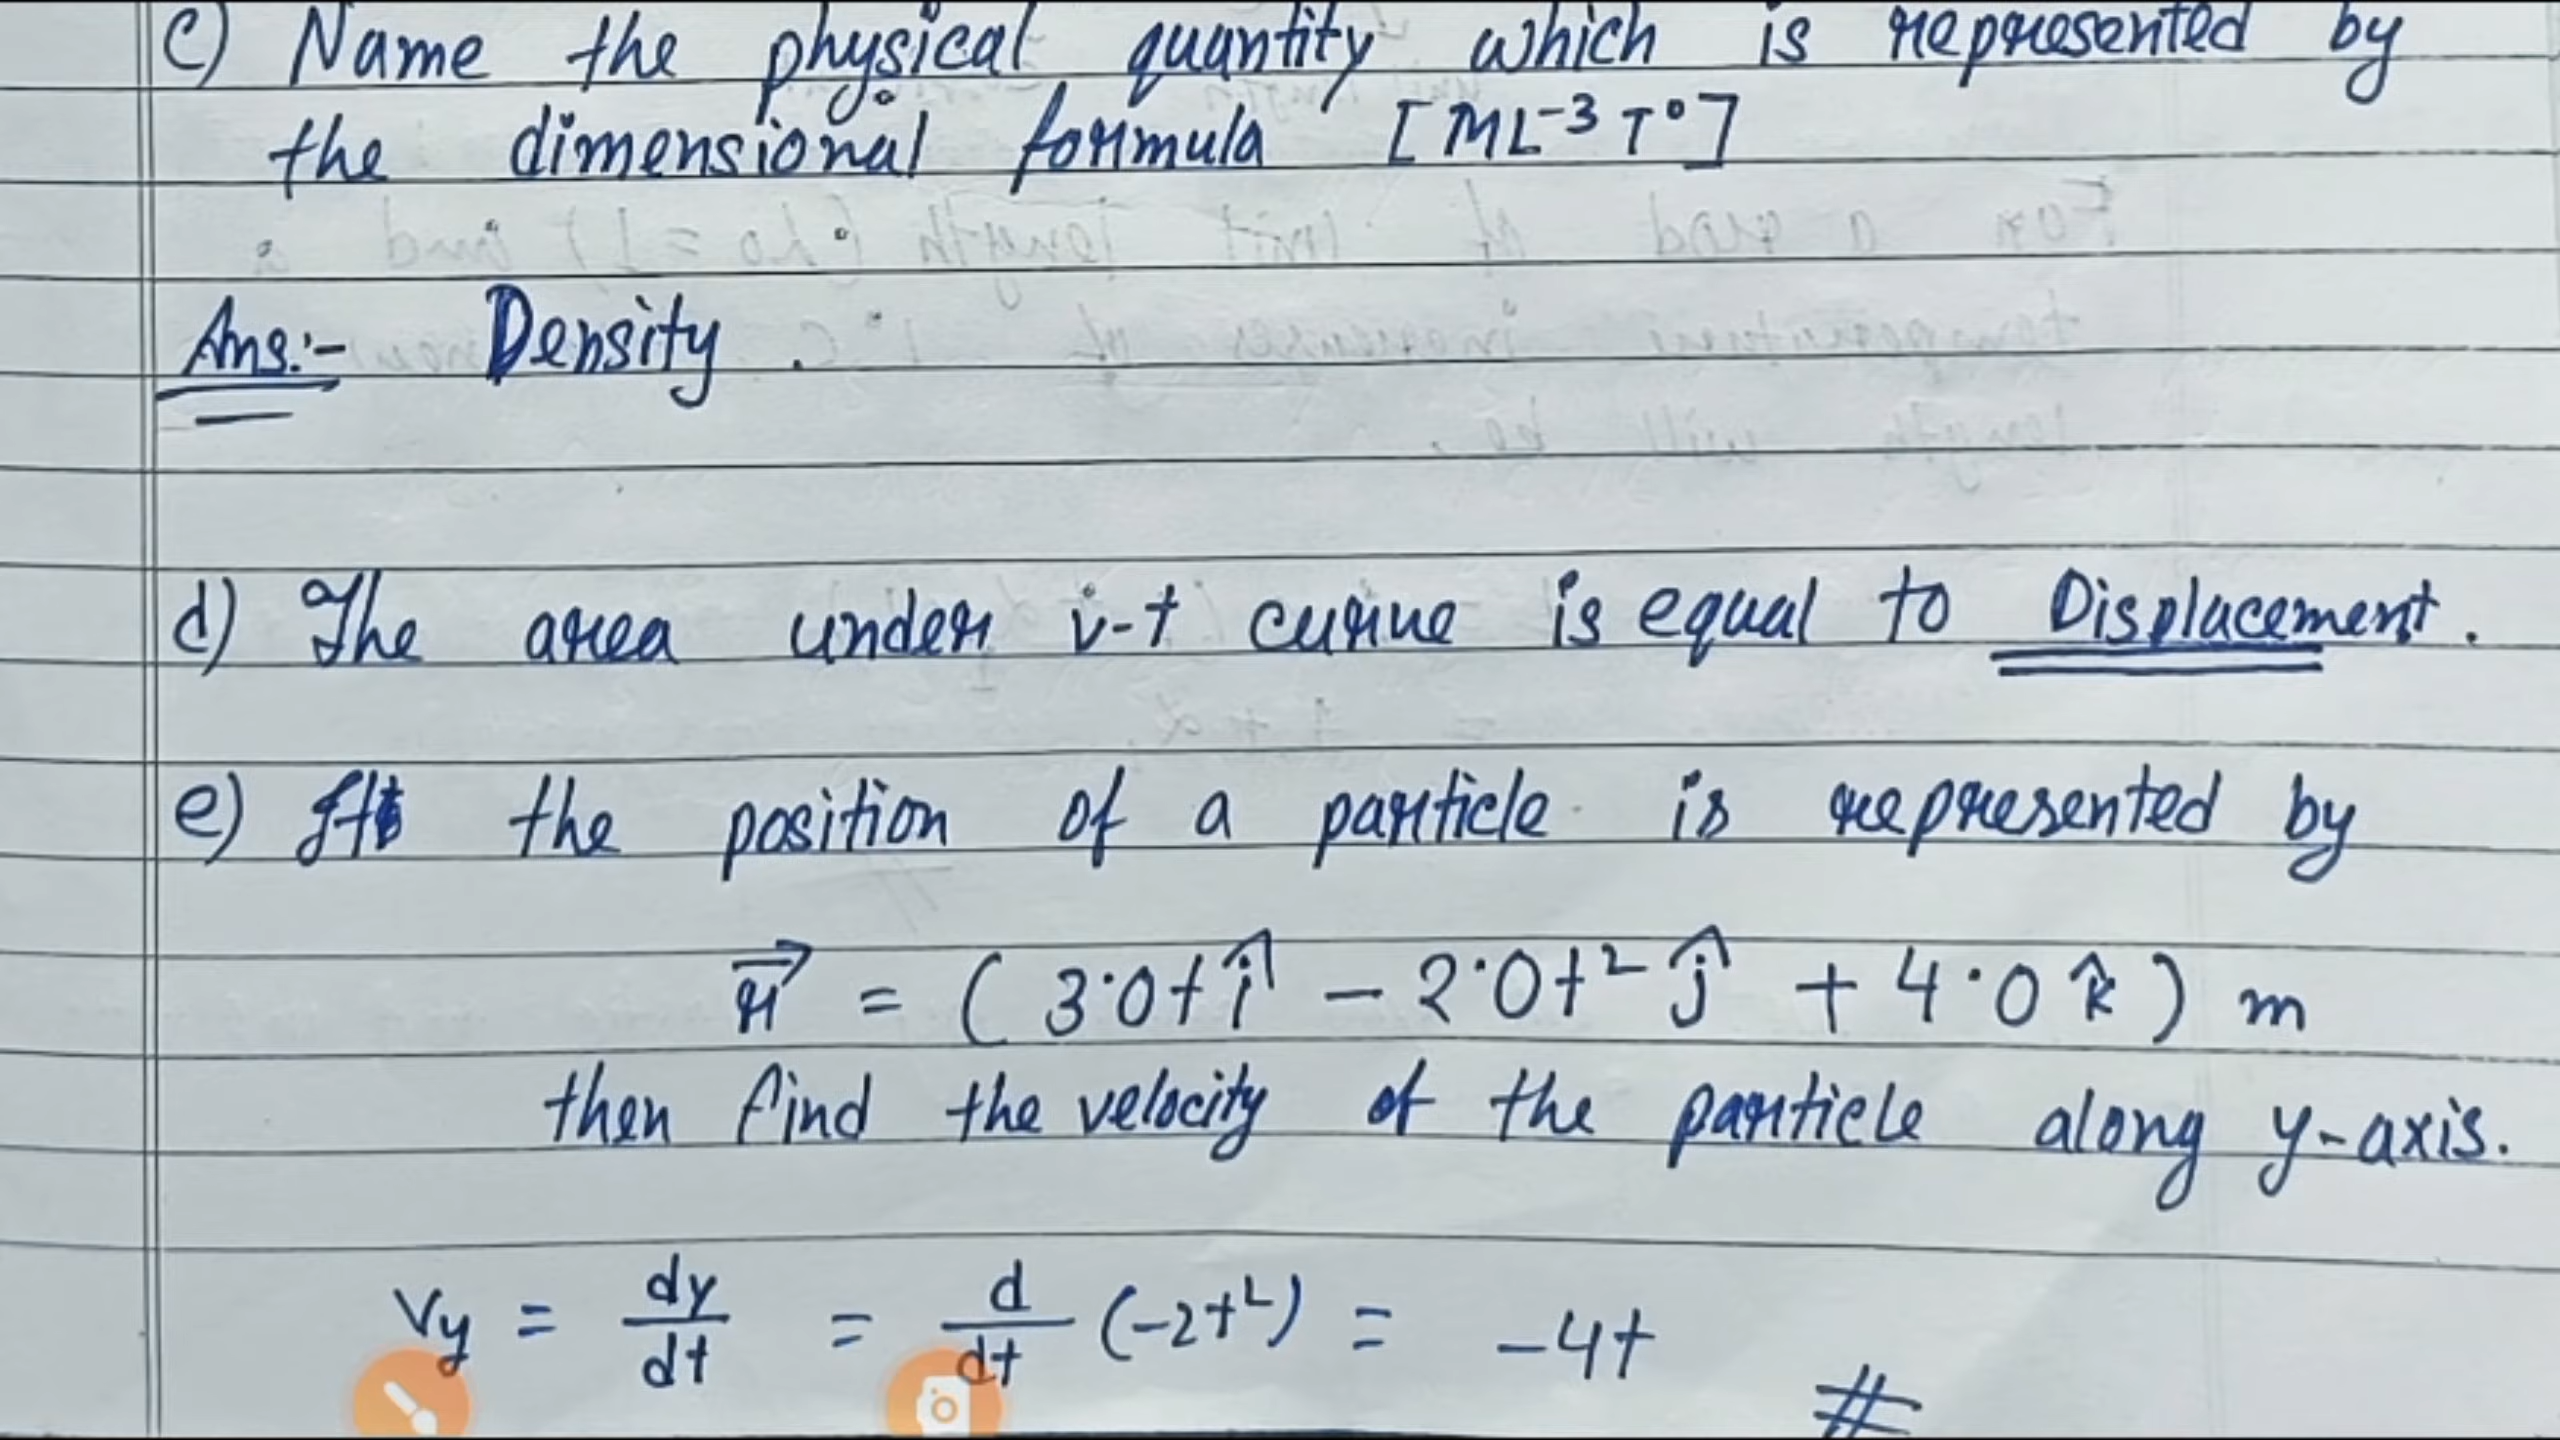 c) Name the physical quantity which is represented by
the dimensional formula [ML⁻³T⁰]
Ans:- Density.
d) The area under v-t curve is equal to Displacement.
e) If the position of a particle is represented by
r⃗ = (3.0t î − 2.0t² ĵ + 4.0 k̂) m
then find the velocity of the particle along y-axis.
Vy = dy/dt = d/dt (-2t²) = -4t #